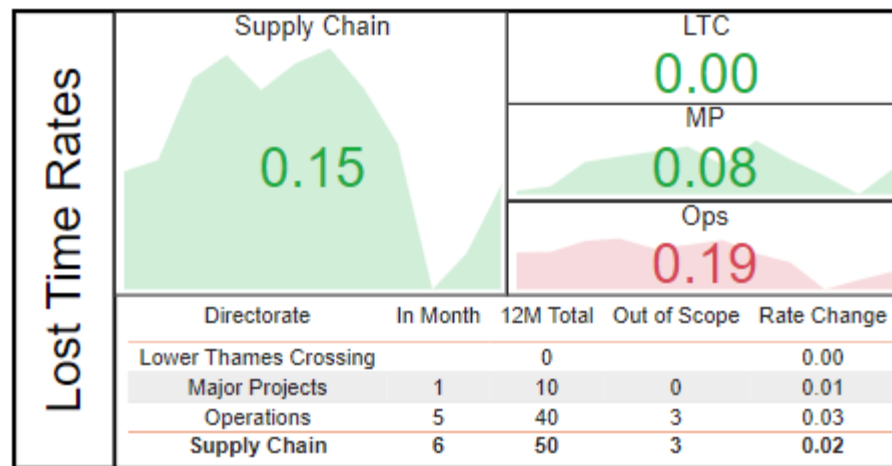 Lost Time Rates
Supply Chain
0.15
LTC
0.00
MP
0.08
Ops
0.19
Directorate In Month 12M Total Out of Scope Rate Change
Lower Thames Crossing 0 0.00
Major Projects 1 10 0 0.01
Operations 5 40 3 0.03
Supply Chain 6 50 3 0.02